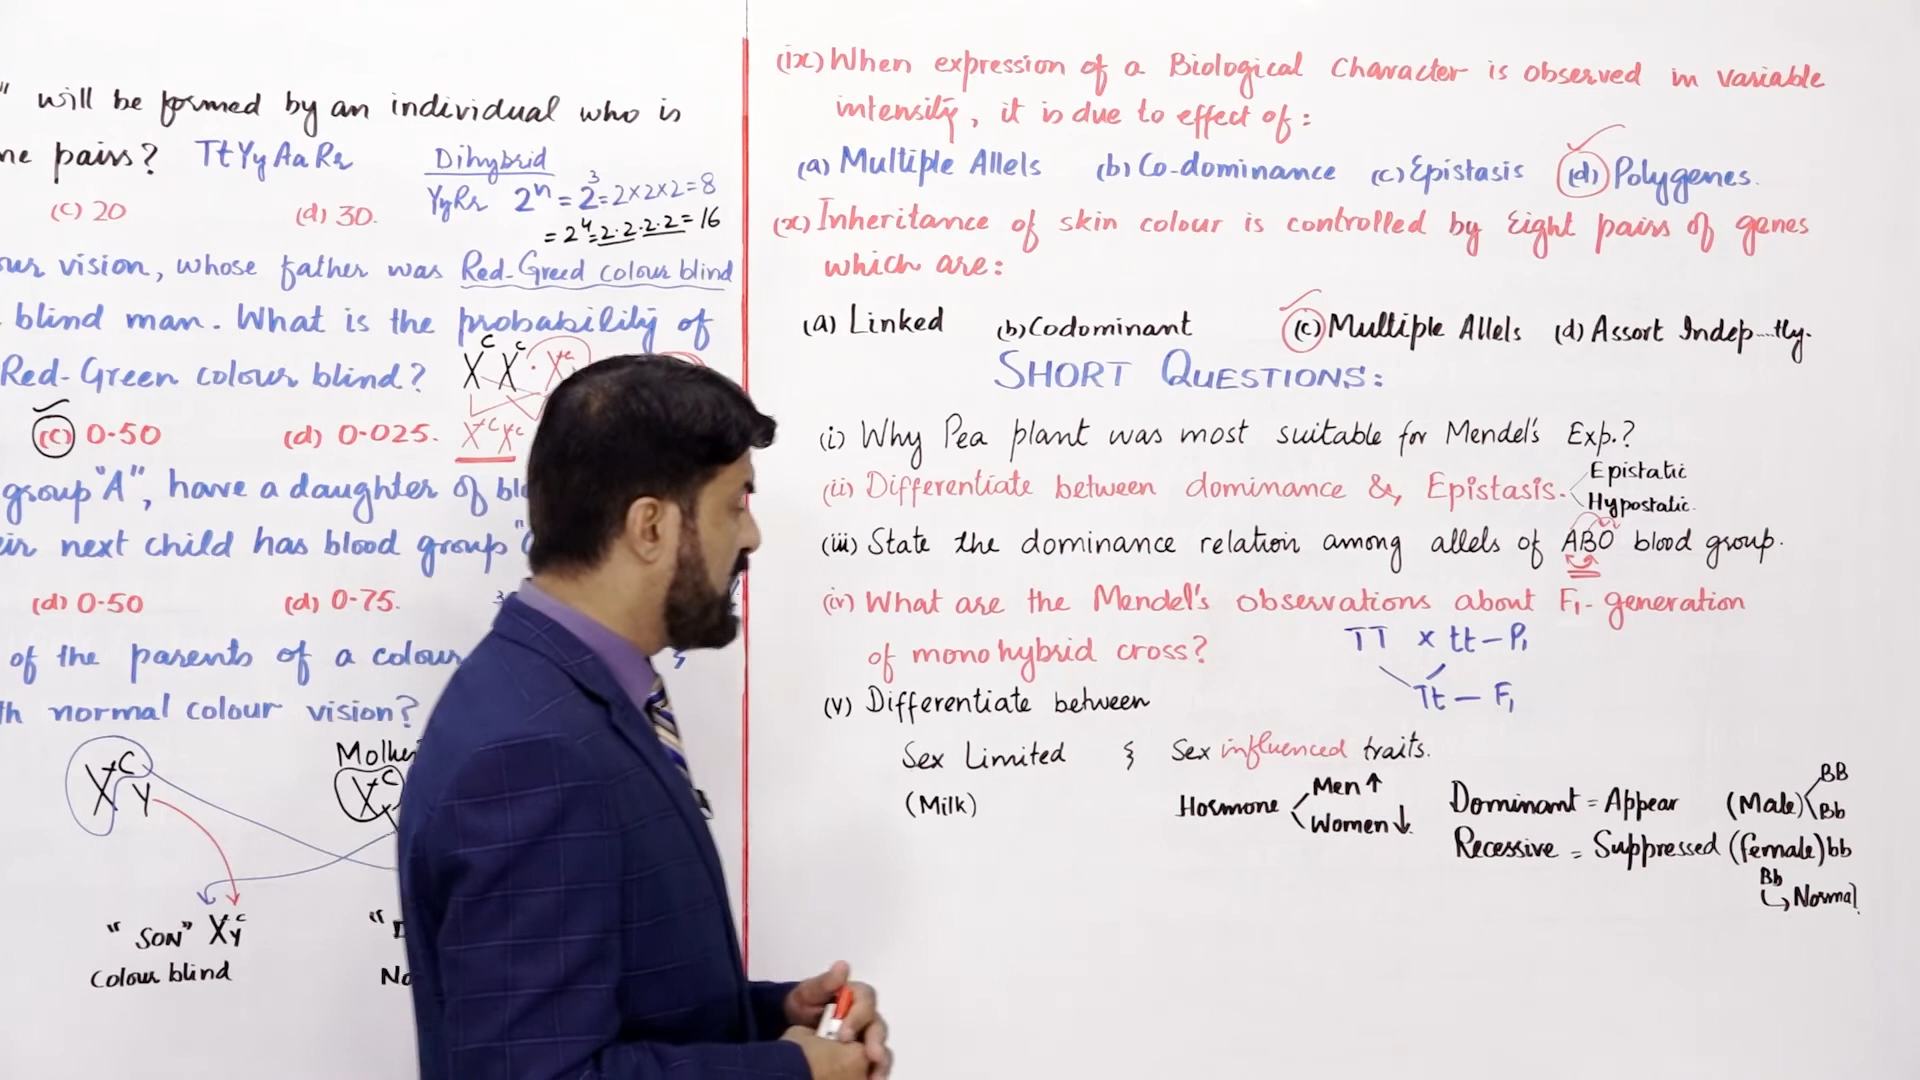 " will be formed by an individual who is
ne pairs? TtYyAaRr Dihybrid
YyRr 2ⁿ = 2³ = 2×2×2=8
(c) 20 (d) 30.
= 2⁴ = 2·2·2·2 = 16
our vision, whose father was Red-Greed colour blind
blind man. What is the probability of
Red-Green colour blind?
(c) 0.50 (d) 0.025.
group "A", have a daughter of
eir next child has blood group
(d) 0.50 (d) 0.75.
of the parents of a colour
th normal colour vision?
"SON"
Colour blind
(ix) When expression of a Biological Character is observed in variable
intensity, it is due to effect of:
(a) Multiple Allels (b) Co-dominance (c) Epistasis (d) Polygenes.
(x) Inheritance of skin colour is controlled by Eight pairs of genes
which are:
(a) Linked (b) Codominant (c) Multiple Allels (d) Assort Indep...tly.
SHORT QUESTIONS:
(i) Why Pea plant was most suitable for Mendel's Exp.?
(ii) Differentiate between dominance &, Epistasis.
Epistatic
Hypostatic.
(iii) State the dominance relation among allels of ABO blood group.
(iv) What are the Mendel's observations about F₁- generation
of monohybrid cross?
TT × tt – P₁
Tt – F₁
(v) Differentiate between
Sex Limited & Sex influenced traits.
(Milk) Hormone Men ↑
Women ↓
Dominant = Appear (Male) BB
Bb
Recessive = Suppressed (female) bb
Bb
Normal